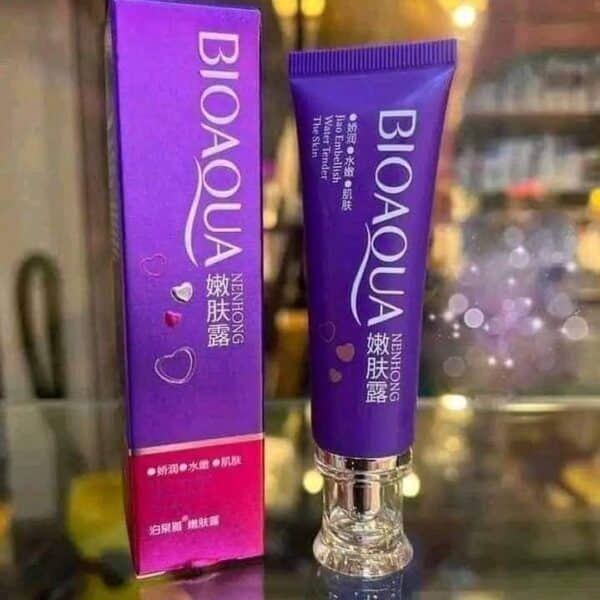 BIOAQUA
NENHONG
嫩肤露
●娇润●水嫩●肌肤
泊泉雅®嫩肤露
BIOAQUA
NENHONG
嫩肤露
●娇润●水嫩●肌肤
Jiao Embellish
Water Tender
The Skin